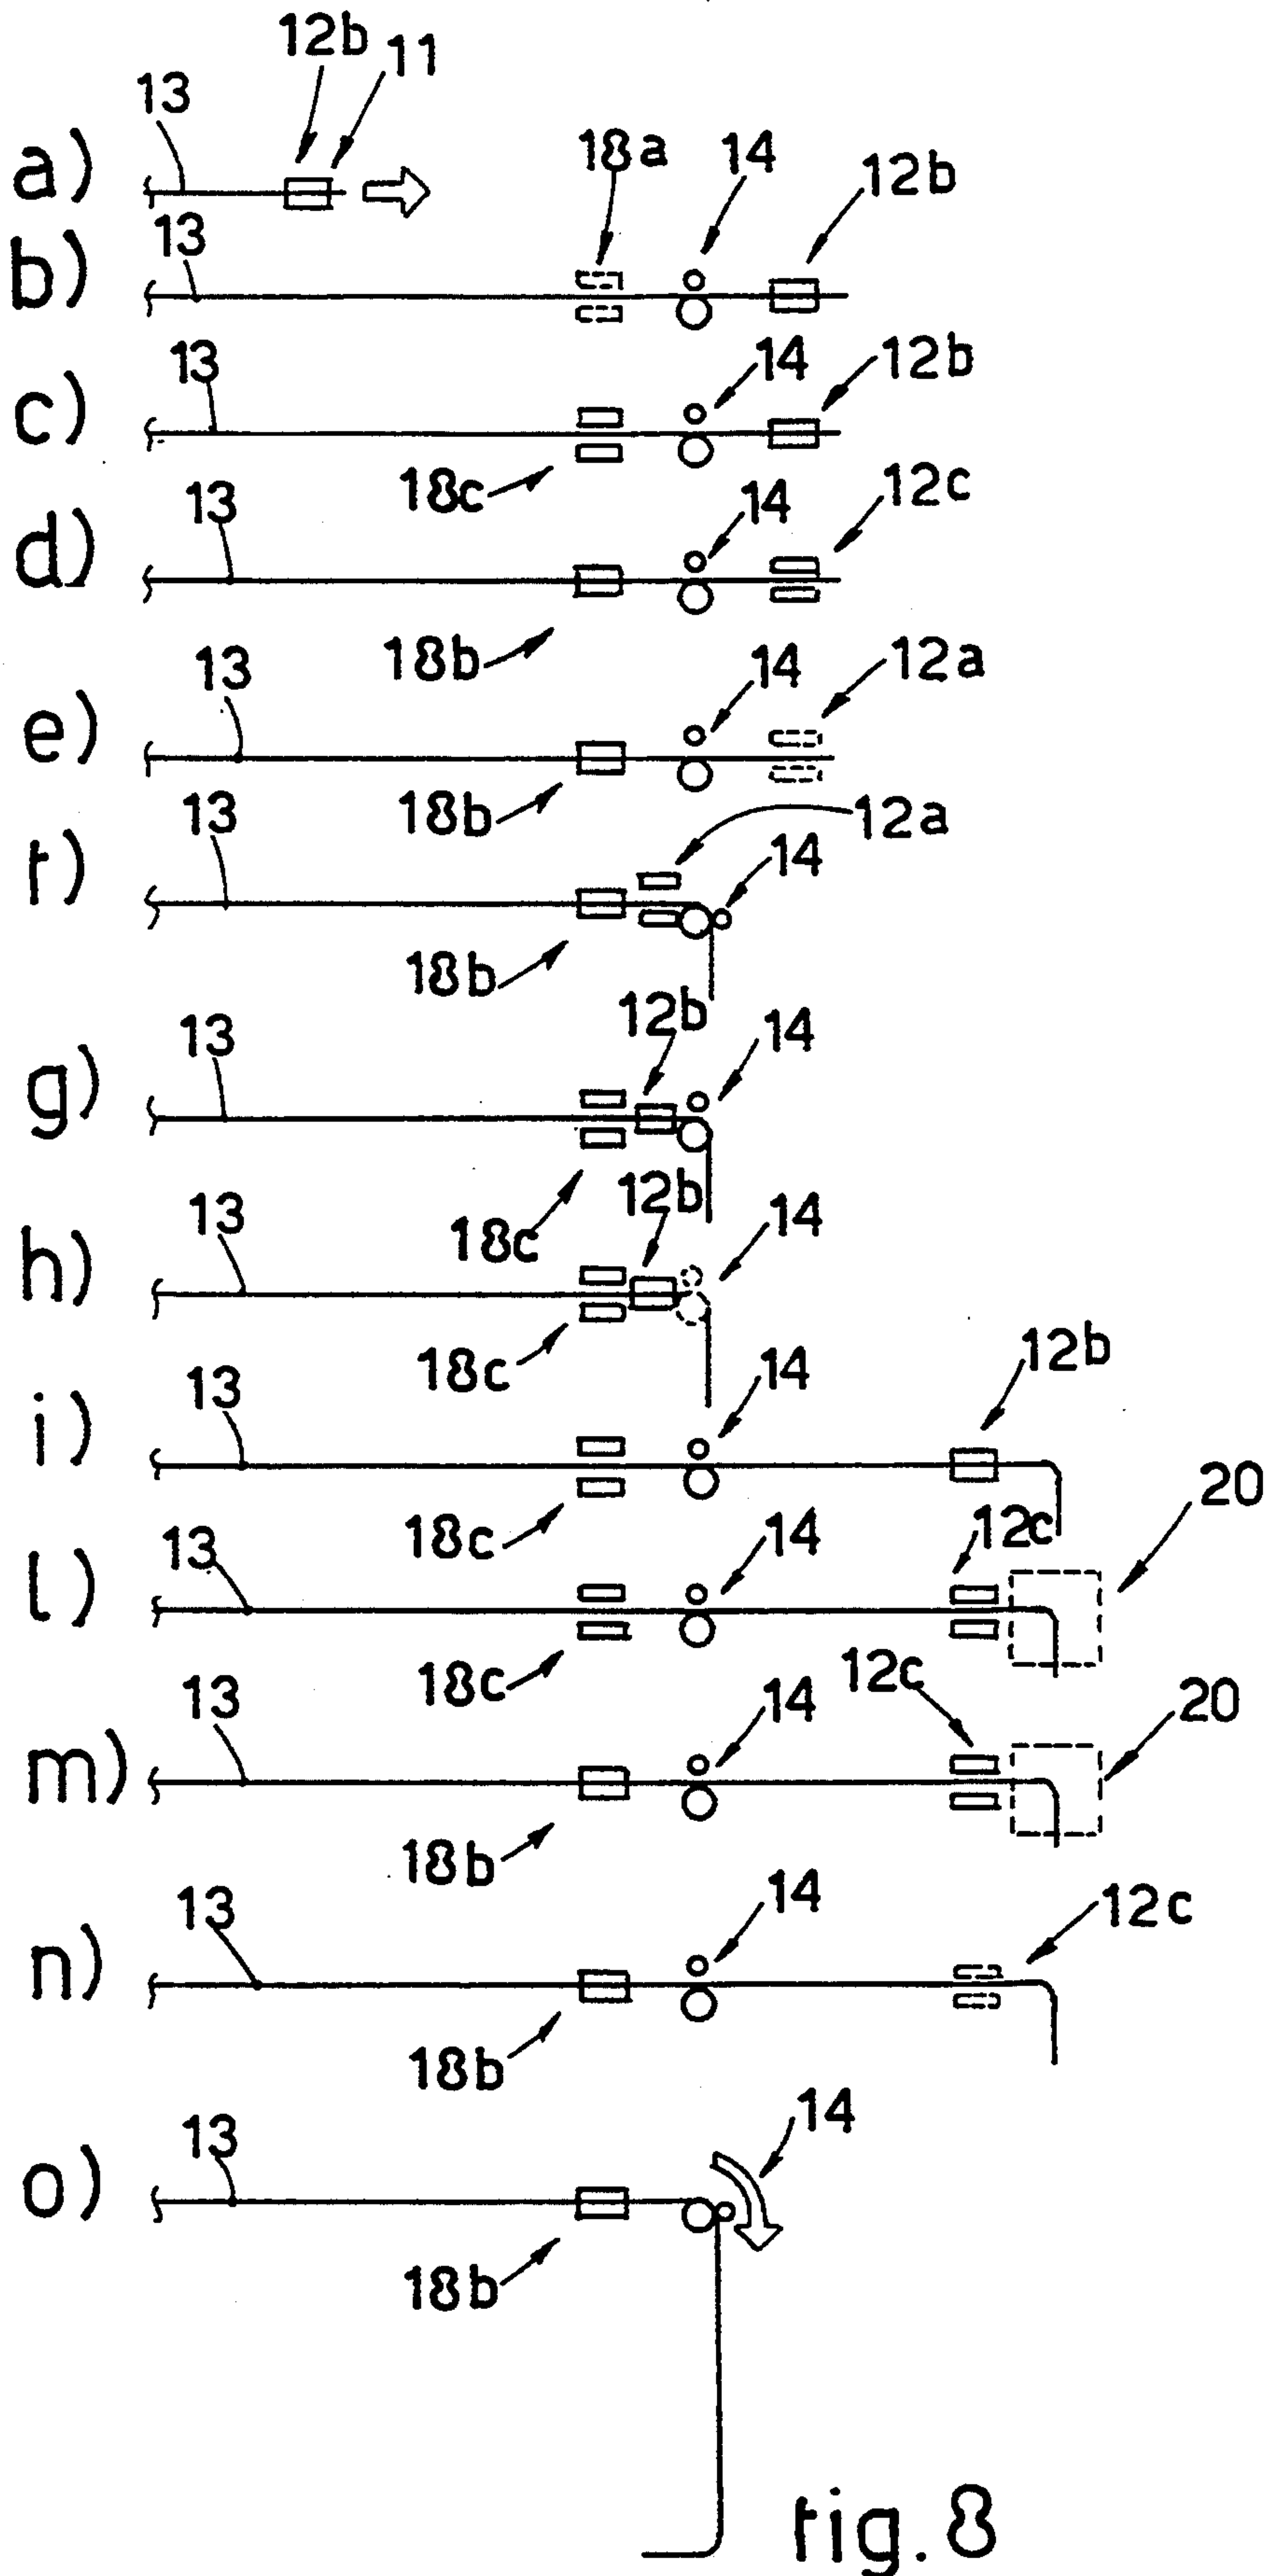 12b 11
13
a)
18a 14 12b
13
b)
13 14 12b
c)
18c
13 14 12c
d)
18b
13 14 12a
e)
18b
13 12a
14
f)
18b
13 12b 14
g)
18c
13 12b 14
h)
18c
13 14 12b
i)
18c
13 14 12c 20
l)
18c
13 14 12c 20
m)
18b
13 14 12c
n)
18b
13 14
o)
18b
fig. 8